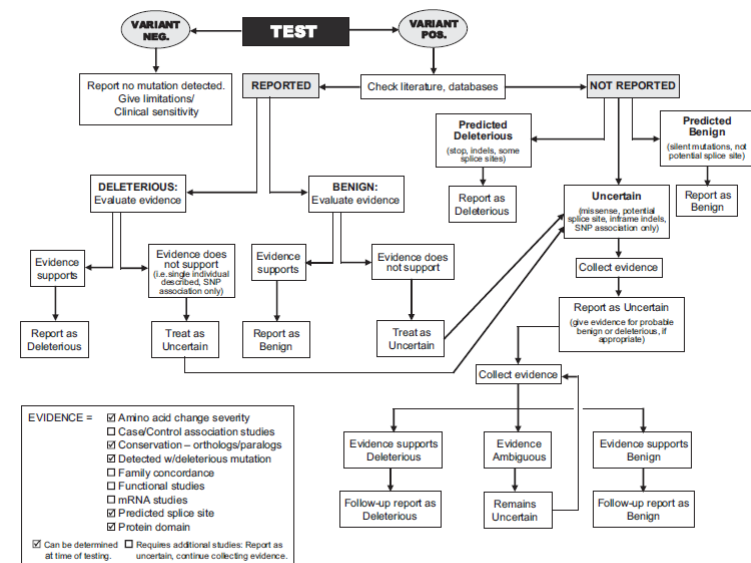 VARIANT
NEG.
TEST
VARIANT
POS.
Report no mutation detected.
Give limitations/
Clinical sensitivity
REPORTED
Check literature, databases
NOT REPORTED
Predicted
Deleterious
(stop, indels, some
splice sites)
Predicted
Benign
(silent mutations, not
potential splice site)
DELETERIOUS:
Evaluate evidence
BENIGN:
Evaluate evidence
Report as
Deleterious
Uncertain
(missense, potential
splice site, inframe indels,
SNP association only)
Report as
Benign
Evidence
supports
Evidence does
not support
(i.e.single individual
described, SNP
association only)
Evidence
supports
Evidence does
not support
Collect evidence
Report as
Deleterious
Treat as
Uncertain
Report as
Benign
Treat as
Uncertain
Report as Uncertain
(give evidence for probable
benign or deleterious, if
appropriate)
Collect evidence
EVIDENCE =
☑ Amino acid change severity
☐ Case/Control association studies
☑ Conservation – orthologs/paralogs
☑ Detected w/deleterious mutation
☐ Family concordance
☐ Functional studies
☐ mRNA studies
☑ Predicted splice site
☑ Protein domain
☑ Can be determined
at time of testing.
☐ Requires additional studies: Report as
uncertain, continue collecting evidence.
Evidence supports
Deleterious
Evidence
Ambiguous
Evidence supports
Benign
Follow-up report as
Deleterious
Remains
Uncertain
Follow-up report as
Benign